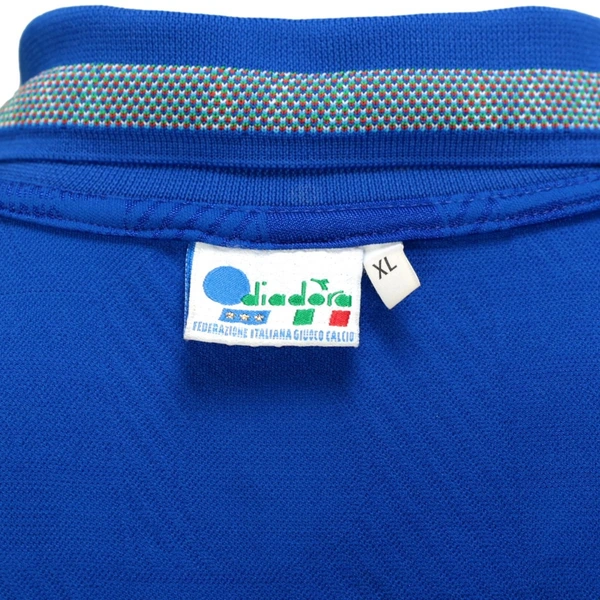 diadora
FEDERAZIONE ITALIANA GIUOCO CALCIO
XL